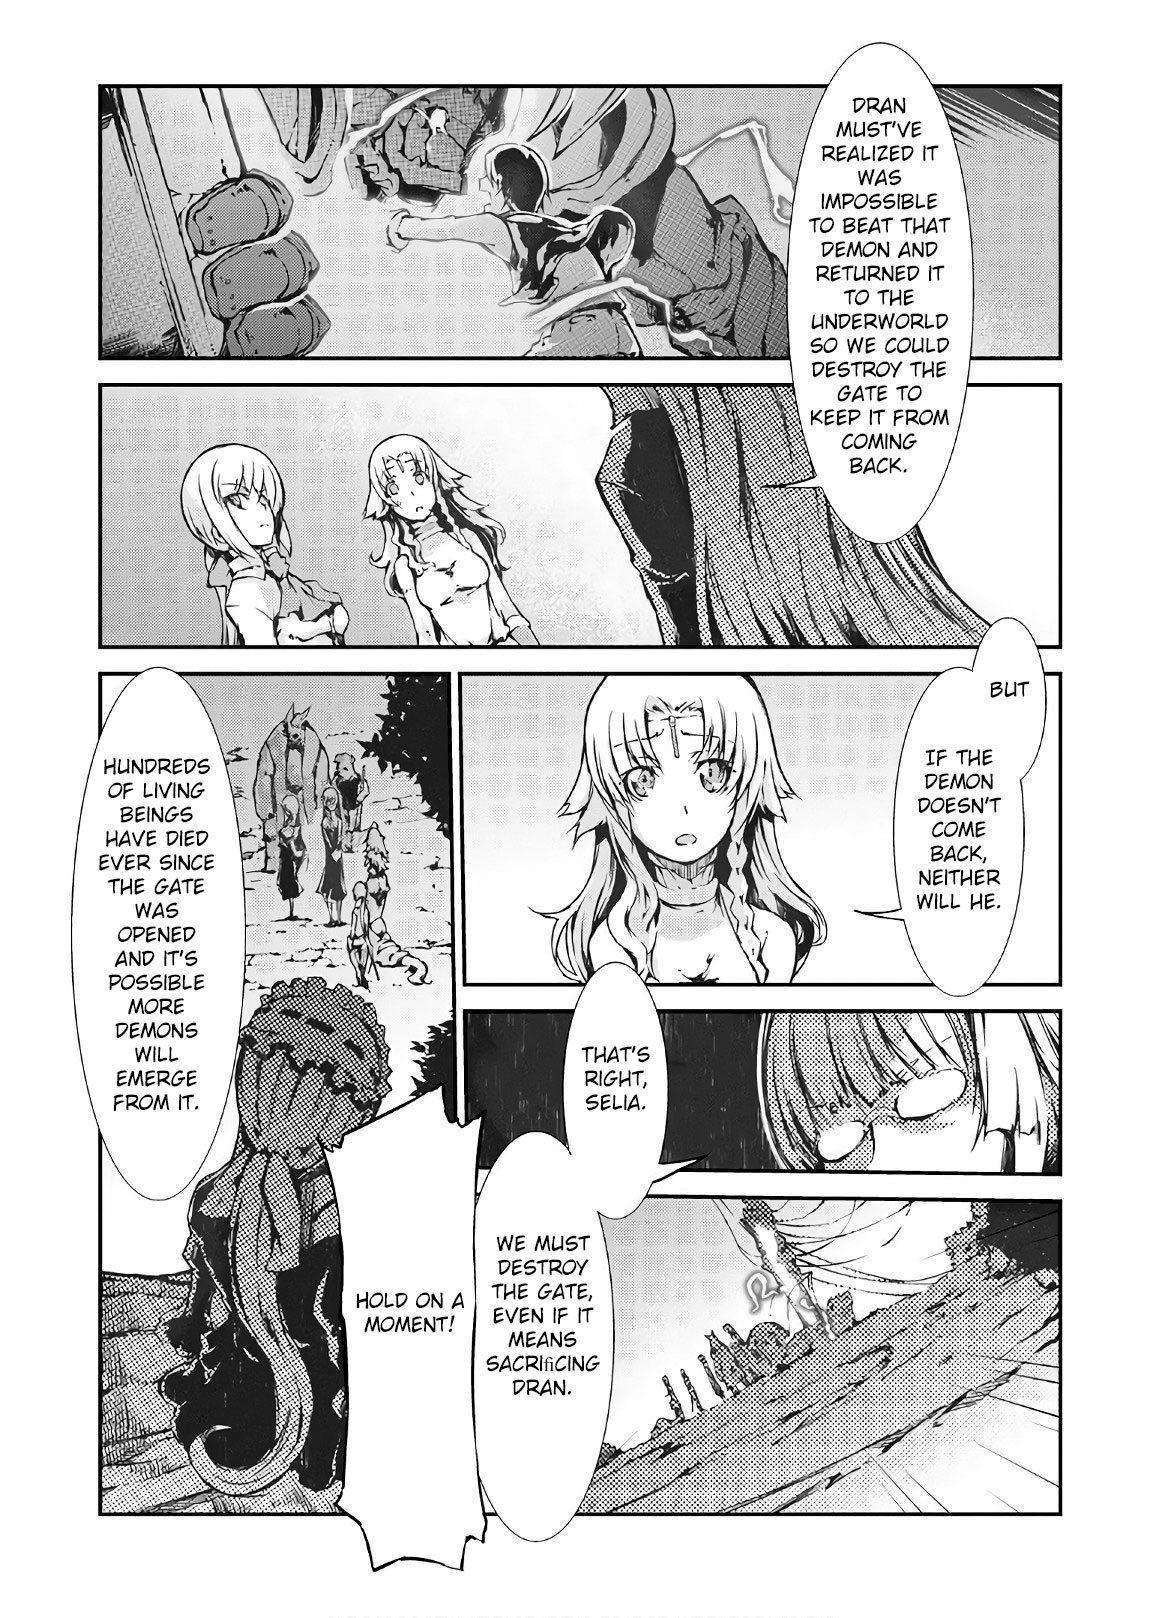 DRAN
MUST'VE
REALIZED IT
WAS
IMPOSSIBLE
TO BEAT THAT
DEMON AND
RETURNED IT
TO THE
UNDERWORLD
SO WE COULD
DESTROY THE
GATE TO
KEEP IT FROM
COMING
BACK.
BUT
IF THE
DEMON
DOESN'T
COME
BACK,
NEITHER
WILL HE.
THAT'S
RIGHT,
SELIA.
WE MUST
DESTROY
THE GATE,
EVEN IF IT
MEANS
SACRIfiCING
DRAN.
HUNDREDS
OF LIVING
BEINGS
HAVE DIED
EVER SINCE
THE GATE
WAS
OPENED
AND IT'S
POSSIBLE
MORE
DEMONS
WILL
EMERGE
FROM IT.
HOLD ON A
MOMENT!